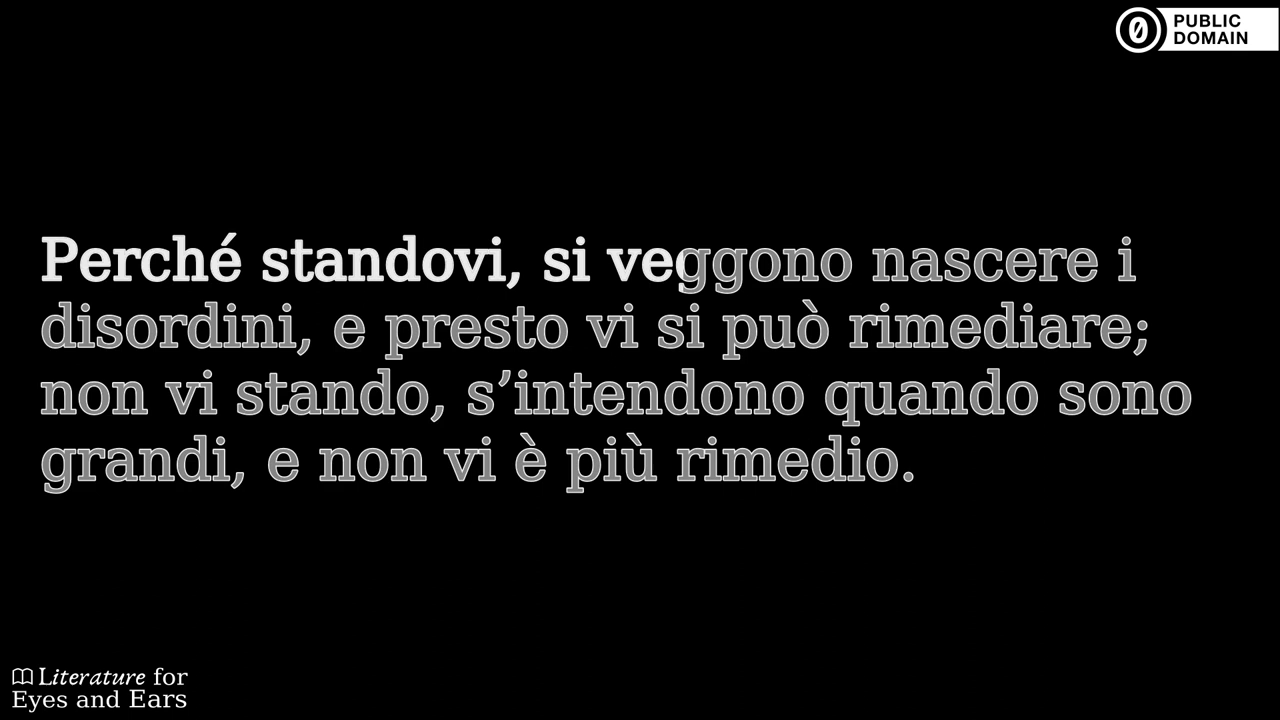 PUBLIC
DOMAIN
Perché standovi, si veggono nascere i
disordini, e presto vi si può rimediare;
non vi stando, s’intendono quando sono
grandi, e non vi è più rimedio.
Literature for
Eyes and Ears